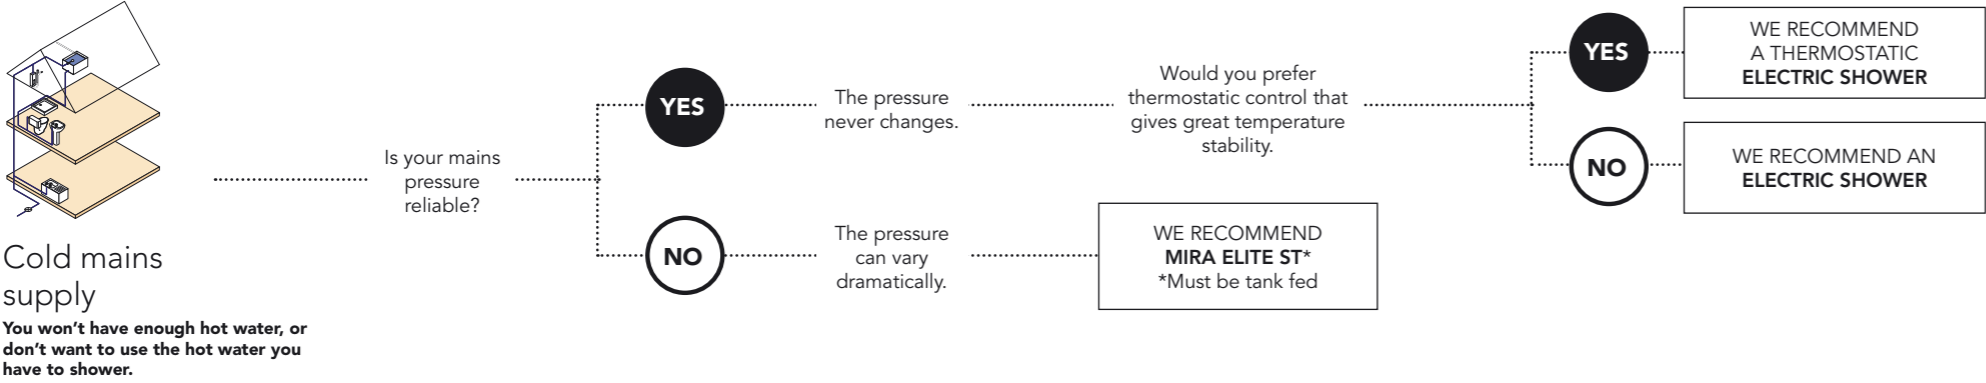 Cold mains
supply
You won't have enough hot water, or
don't want to use the hot water you
have to shower.
Is your mains
pressure
reliable?
YES
The pressure
never changes.
Would you prefer
thermostatic control that
gives great temperature
stability.
YES
WE RECOMMEND
A THERMOSTATIC
ELECTRIC SHOWER
NO
WE RECOMMEND AN
ELECTRIC SHOWER
NO
The pressure
can vary
dramatically.
WE RECOMMEND
MIRA ELITE ST*
*Must be tank fed